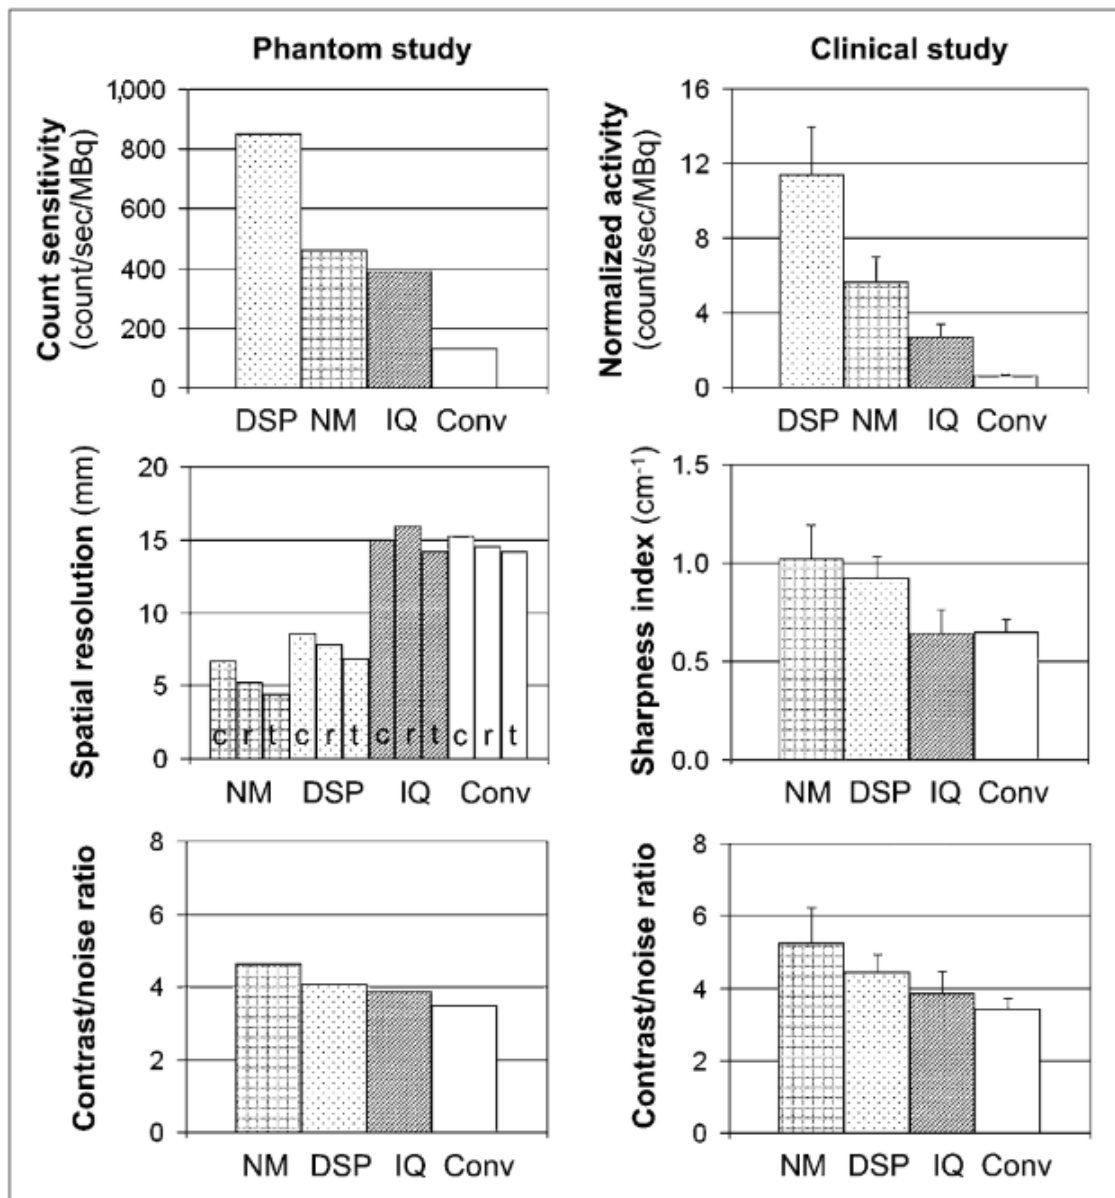 Phantom study
Count sensitivity
(count/sec/MBq)
1,000
800
600
400
200
0
DSP NM IQ Conv
Clinical study
Normalized activity
(count/sec/MBq)
16
12
8
4
0
DSP NM IQ Conv
Spatial resolution (mm)
20
15
10
5
0
c r t c r t c r t c r t
NM DSP IQ Conv
Sharpness index (cm⁻¹)
1.5
1.0
0.5
0.0
NM DSP IQ Conv
Contrast/noise ratio
8
6
4
2
0
NM DSP IQ Conv
Contrast/noise ratio
8
6
4
2
0
NM DSP IQ Conv